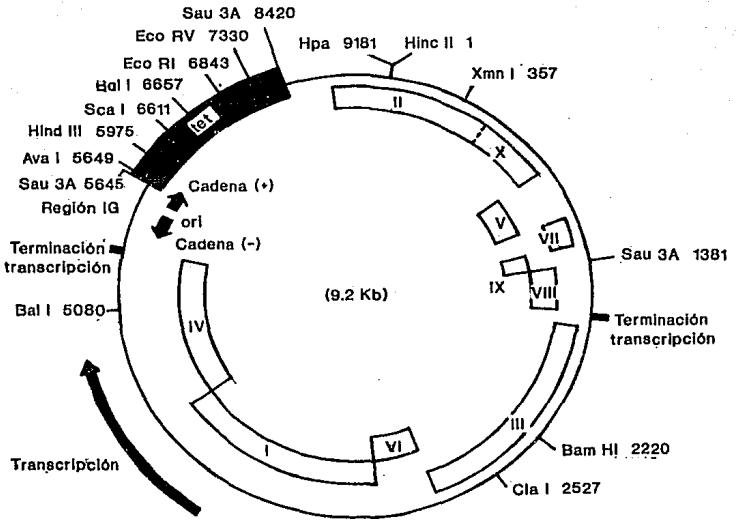 Sau 3A 8420
Eco RV 7330
Eco RI 6843
Bgl I 6657
Sca I 6611
Hind III 5975
Ava I 5649
Sau 3A 5645
Región IG
tet
Hpa 9181
Hinc II 1
Xmn I 357
II
X
V
VII
IX
VIII
Sau 3A 1381
Terminación
transcripción
Cadena (+)
ori
Cadena (-)
Terminación
transcripción
Bal I 5080
IV
(9.2 Kb)
III
Bam HI 2220
Cla I 2527
I
VI
Transcripción